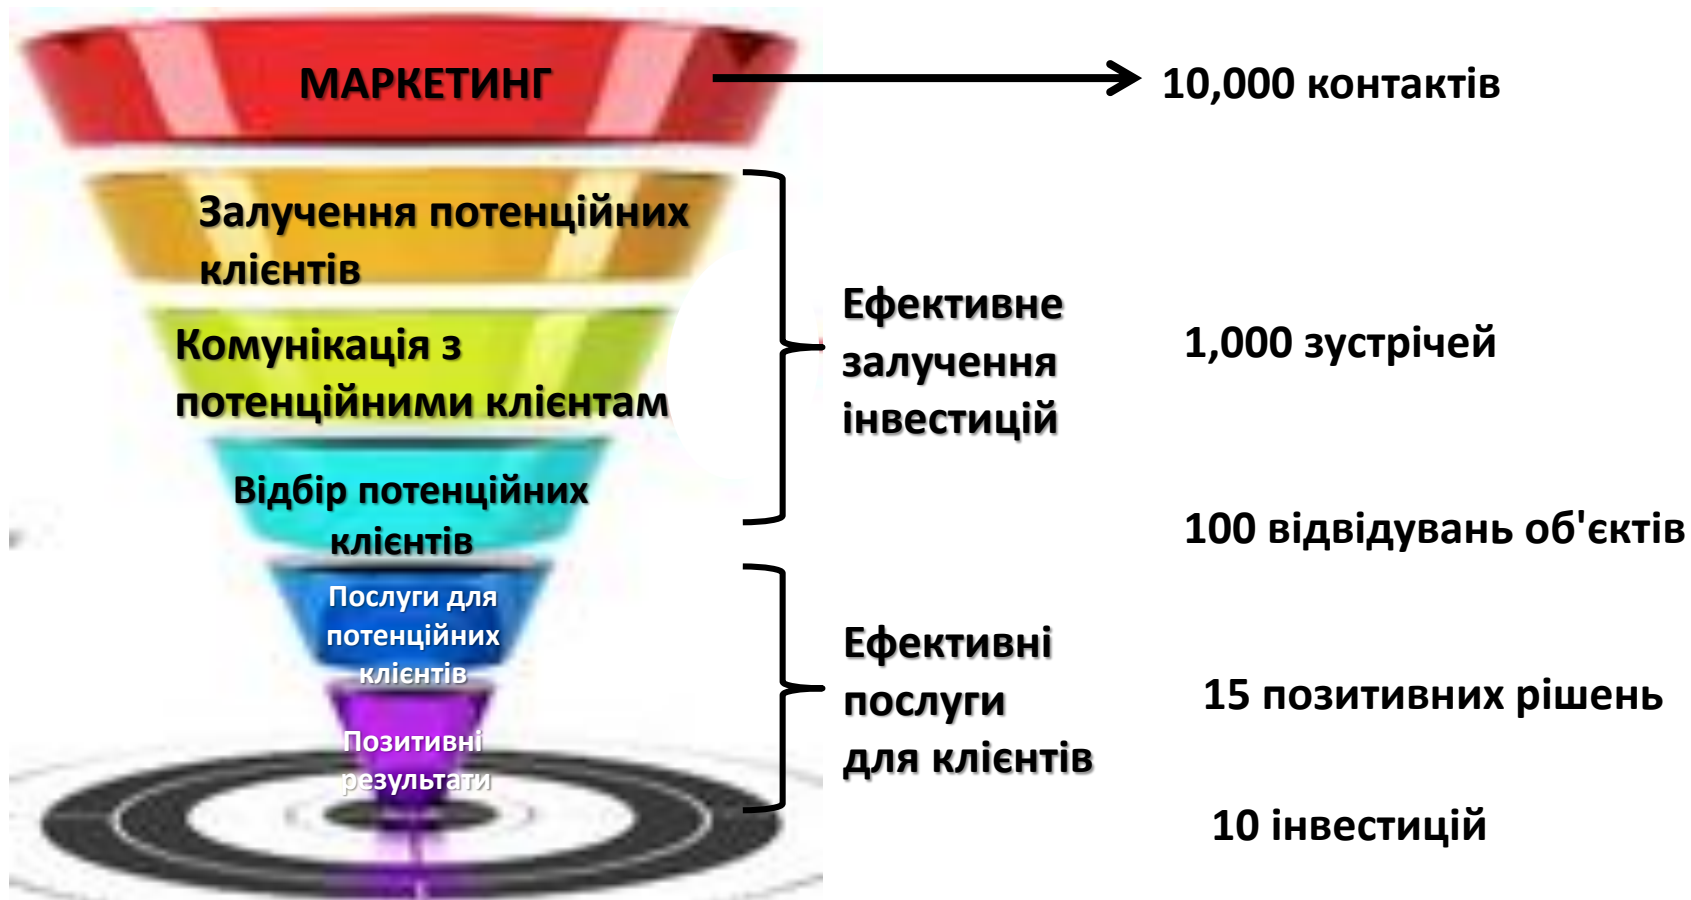 МАРКЕТИНГ
10,000 контактів
Залучення потенційних
клієнтів
Комунікація з
потенційними клієнтам
Відбір потенційних
клієнтів
Послуги для
потенційних
клієнтів
Позитивні
результати
Ефективне
залучення
інвестицій
Ефективні
послуги
для клієнтів
1,000 зустрічей
100 відвідувань об'єктів
15 позитивних рішень
10 інвестицій